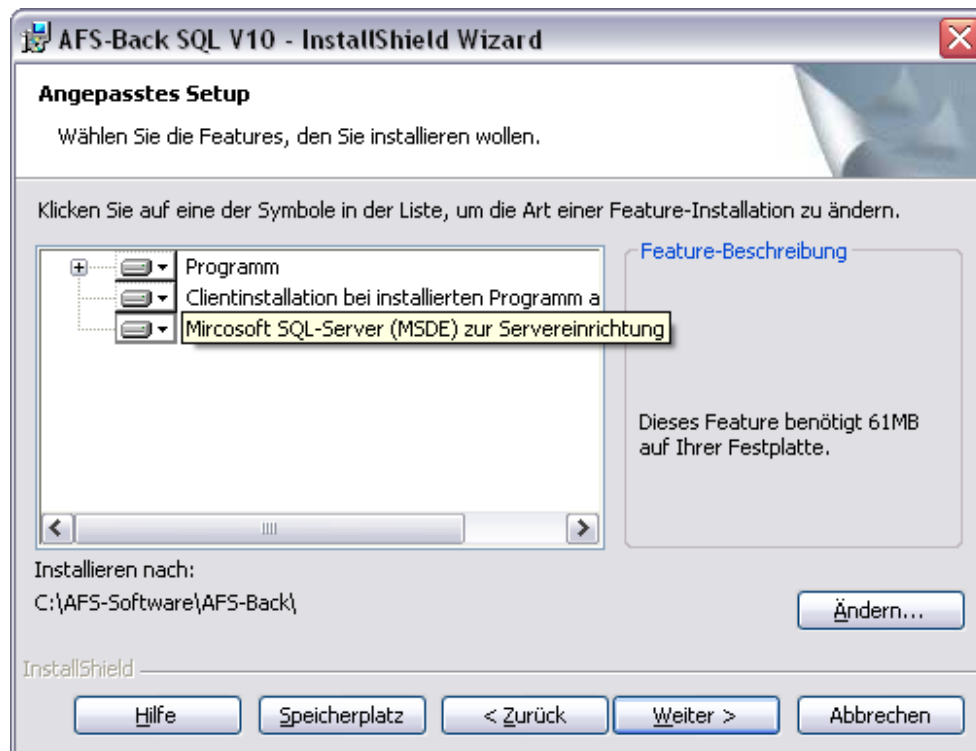 AFS-Back SQL V10 - InstallShield Wizard
Angepasstes Setup
Wählen Sie die Features, den Sie installieren wollen.
Klicken Sie auf eine der Symbole in der Liste, um die Art einer Feature-Installation zu ändern.
Programm
Clientinstallation bei installierten Programm a
Mircosoft SQL-Server (MSDE) zur Servereinrichtung
Feature-Beschreibung
Dieses Feature benötigt 61MB
auf Ihrer Festplatte.
Installieren nach:
C:\AFS-Software\AFS-Back\
Ändern...
InstallShield
Hilfe
Speicherplatz
< Zurück
Weiter >
Abbrechen